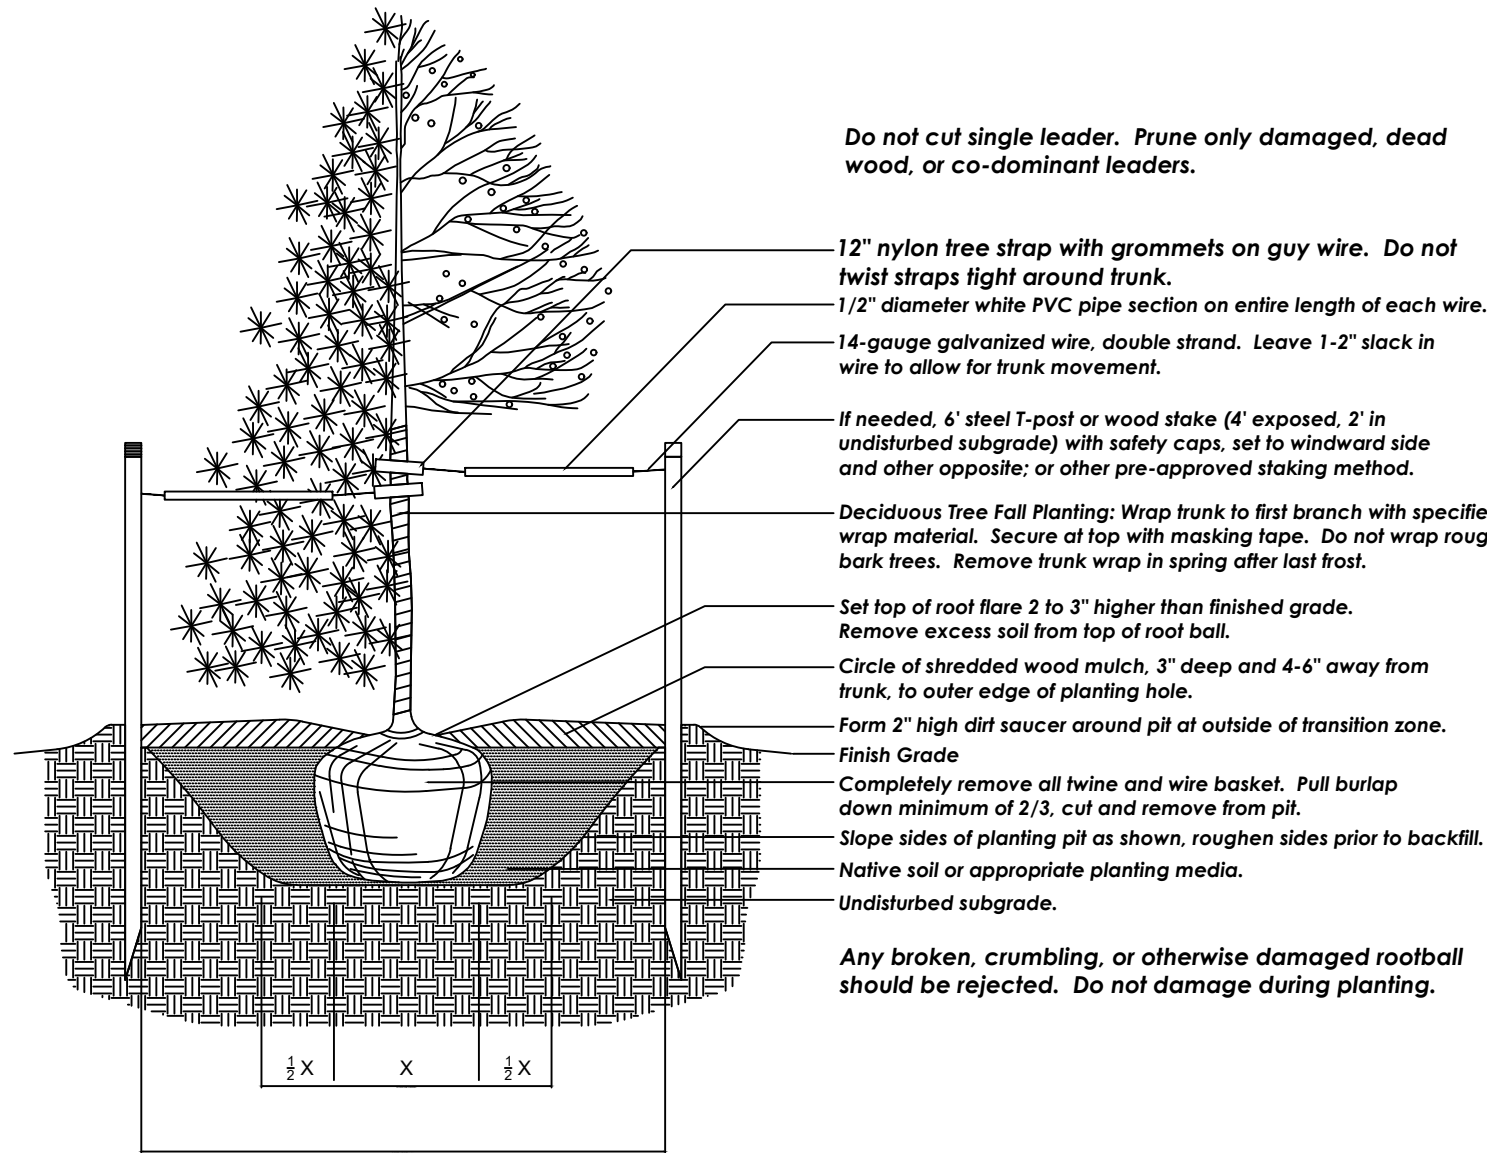 Do not cut single leader.  Prune only damaged, dead
wood, or co-dominant leaders.
12" nylon tree strap with grommets on guy wire.  Do not
twist straps tight around trunk.
1/2" diameter white PVC pipe section on entire length of each wire.
14-gauge galvanized wire, double strand.  Leave 1-2" slack in
wire to allow for trunk movement.
If needed, 6' steel T-post or wood stake (4' exposed, 2' in
undisturbed subgrade) with safety caps, set to windward side
and other opposite; or other pre-approved staking method.
Deciduous Tree Fall Planting: Wrap trunk to first branch with specifie
wrap material.  Secure at top with masking tape.  Do not wrap roug
bark trees.  Remove trunk wrap in spring after last frost.
Set top of root flare 2 to 3" higher than finished grade.
Remove excess soil from top of root ball.
Circle of shredded wood mulch, 3" deep and 4-6" away from
trunk, to outer edge of planting hole.
Form 2" high dirt saucer around pit at outside of transition zone.
Finish Grade
Completely remove all twine and wire basket.  Pull burlap
down minimum of 2/3, cut and remove from pit.
Slope sides of planting pit as shown, roughen sides prior to backfill.
Native soil or appropriate planting media.
Undisturbed subgrade.
Any broken, crumbling, or otherwise damaged rootball
should be rejected.  Do not damage during planting.
½ X X ½ X